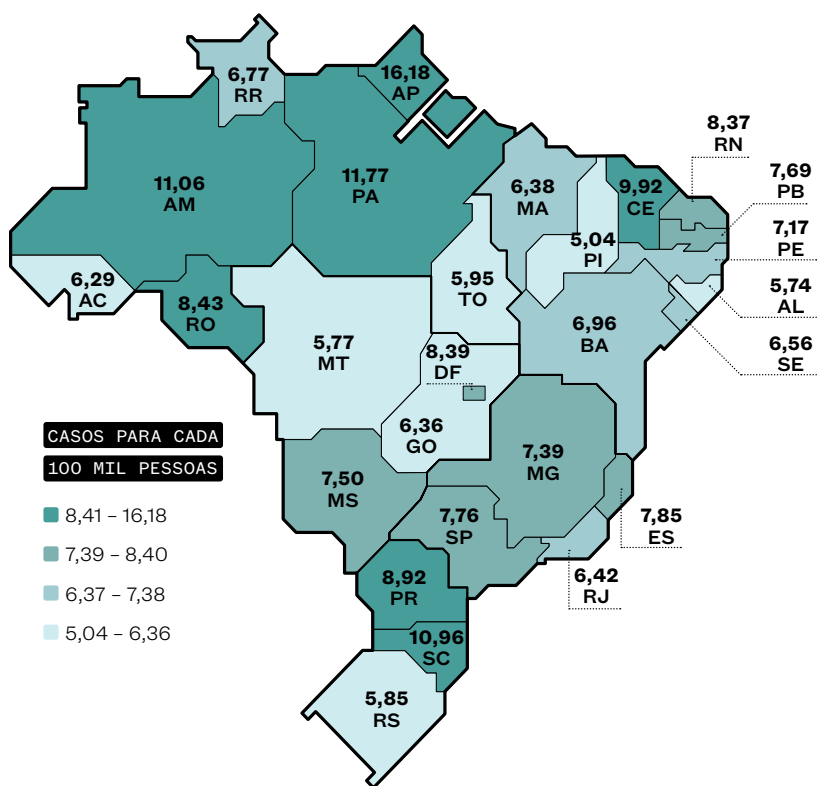 6,77
RR
16,18
AP
8,37
RN
7,69
PB
7,17
PE
5,74
AL
6,56
SE
11,06
AM
11,77
PA
6,38
MA
9,92
CE
5,04
PI
6,29
AC
8,43
RO
5,95
TO
5,77
MT
8,39
DF
6,96
BA
6,36
GO
7,39
MG
7,50
MS
7,76
SP
7,85
ES
6,42
RJ
8,92
PR
10,96
SC
5,85
RS
CASOS PARA CADA
100 MIL PESSOAS
8,41 – 16,18
7,39 – 8,40
6,37 – 7,38
5,04 – 6,36